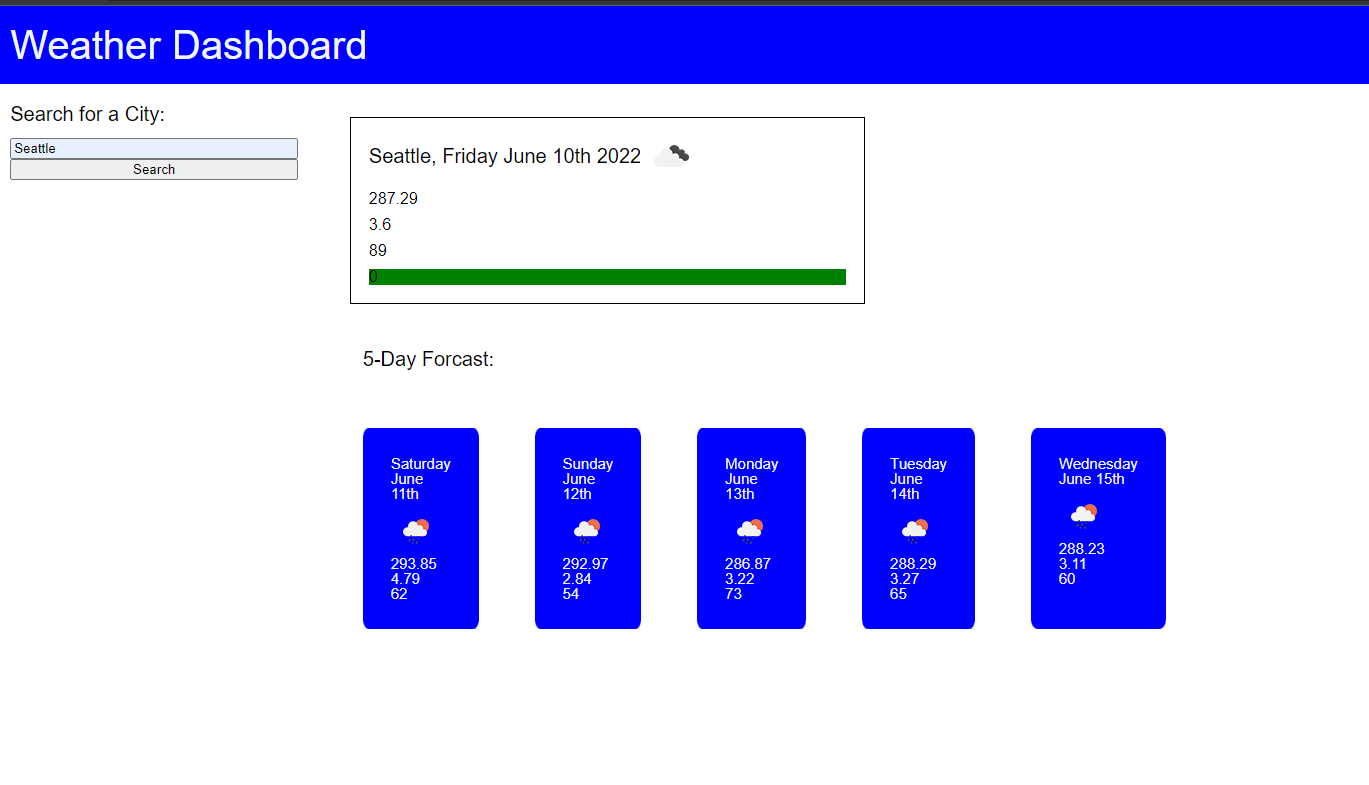 Weather Dashboard
Search for a City:
Seattle
Search
Seattle, Friday June 10th 2022
287.29
3.6
89
0
5-Day Forcast:
Saturday
June
11th
293.85
4.79
62
Sunday
June
12th
292.97
2.84
54
Monday
June
13th
286.87
3.22
73
Tuesday
June
14th
288.29
3.27
65
Wednesday
June 15th
288.23
3.11
60